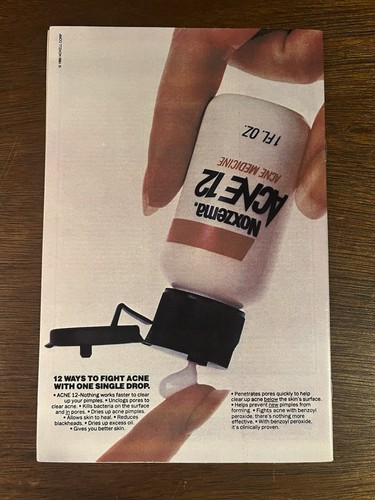 NOXELL CORP
1 FL. OZ.
ACNE MEDICINE
ACNE 12
Noxzema.
12 WAYS TO FIGHT ACNE
WITH ONE SINGLE DROP.
• ACNE 12-Nothing works faster to clear
up your pimples. • Unclogs pores to
clear acne. • Kills bacteria on the surface
and in pores. • Dries up acne pimples.
• Allows skin to heal. • Reduces
blackheads. • Dries up excess oil.
• Gives you better skin.
• Penetrates pores quickly to help
clear up acne below the skin's surface.
• Helps prevent new pimples from
forming. • Fights acne with benzoyl
peroxide, there's nothing more
effective. • With benzoyl peroxide,
it's clinically proven.